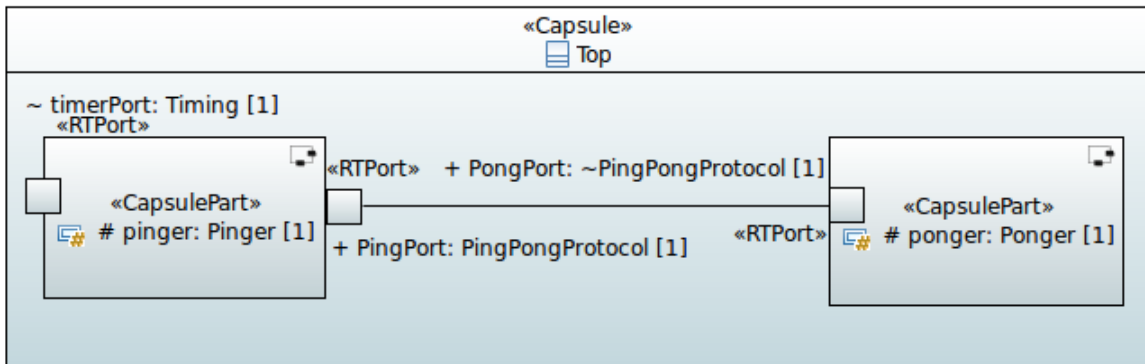 «Capsule»
Top
~ timerPort: Timing [1]
«RTPort»
«RTPort» + PongPort: ~PingPongProtocol [1]
«CapsulePart»
# pinger: Pinger [1]
«CapsulePart»
# ponger: Ponger [1]
«RTPort»
+ PingPort: PingPongProtocol [1]